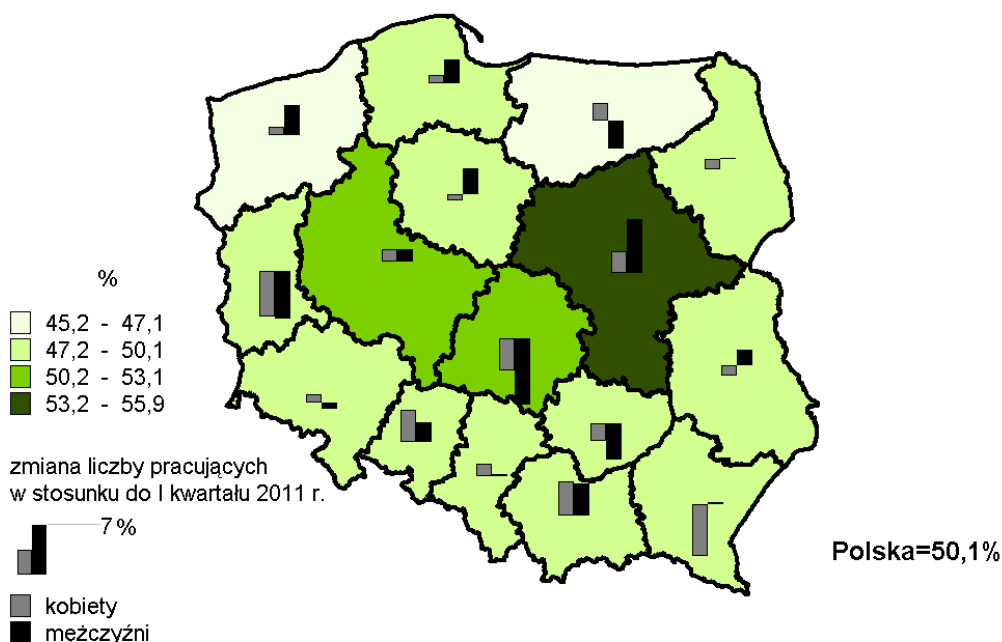 %
45,2 - 47,1
47,2 - 50,1
50,2 - 53,1
53,2 - 55,9
zmiana liczby pracujących
w stosunku do I kwartału 2011 r.
7 %
kobiety
mężczyźni
Polska=50,1%